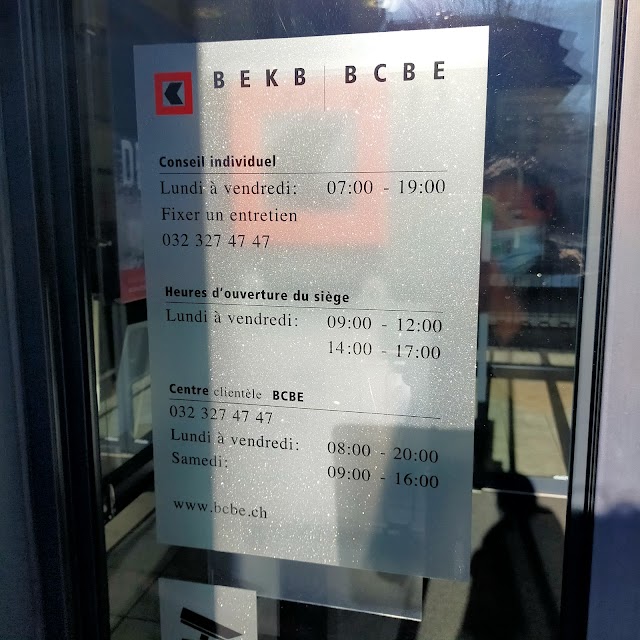 BEKB | BCBE
Conseil individuel
Lundi à vendredi: 07:00 - 19:00
Fixer un entretien
032 327 47 47
Heures d'ouverture du siège
Lundi à vendredi: 09:00 - 12:00
14:00 - 17:00
Centre clientèle BCBE
032 327 47 47
Lundi à vendredi: 08:00 - 20:00
Samedi: 09:00 - 16:00
www.bcbe.ch